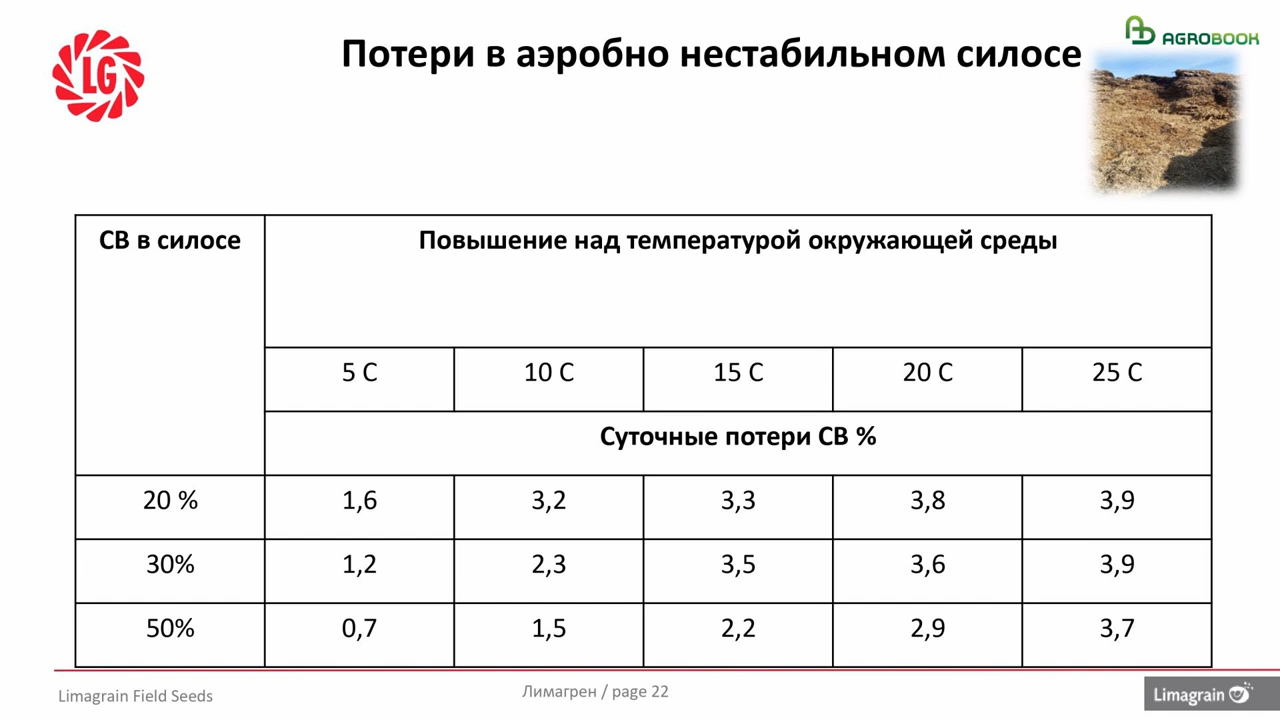 AGROBOOK
LG
Потери в аэробно нестабильном силосе
СВ в силосе
Повышение над температурой окружающей среды
5 С
10 С
15 С
20 С
25 С
Суточные потери СВ %
20 %
1,6
3,2
3,3
3,8
3,9
30%
1,2
2,3
3,5
3,6
3,9
50%
0,7
1,5
2,2
2,9
3,7
Limagrain Field Seeds
Лимагрен / page 22
Limagrain